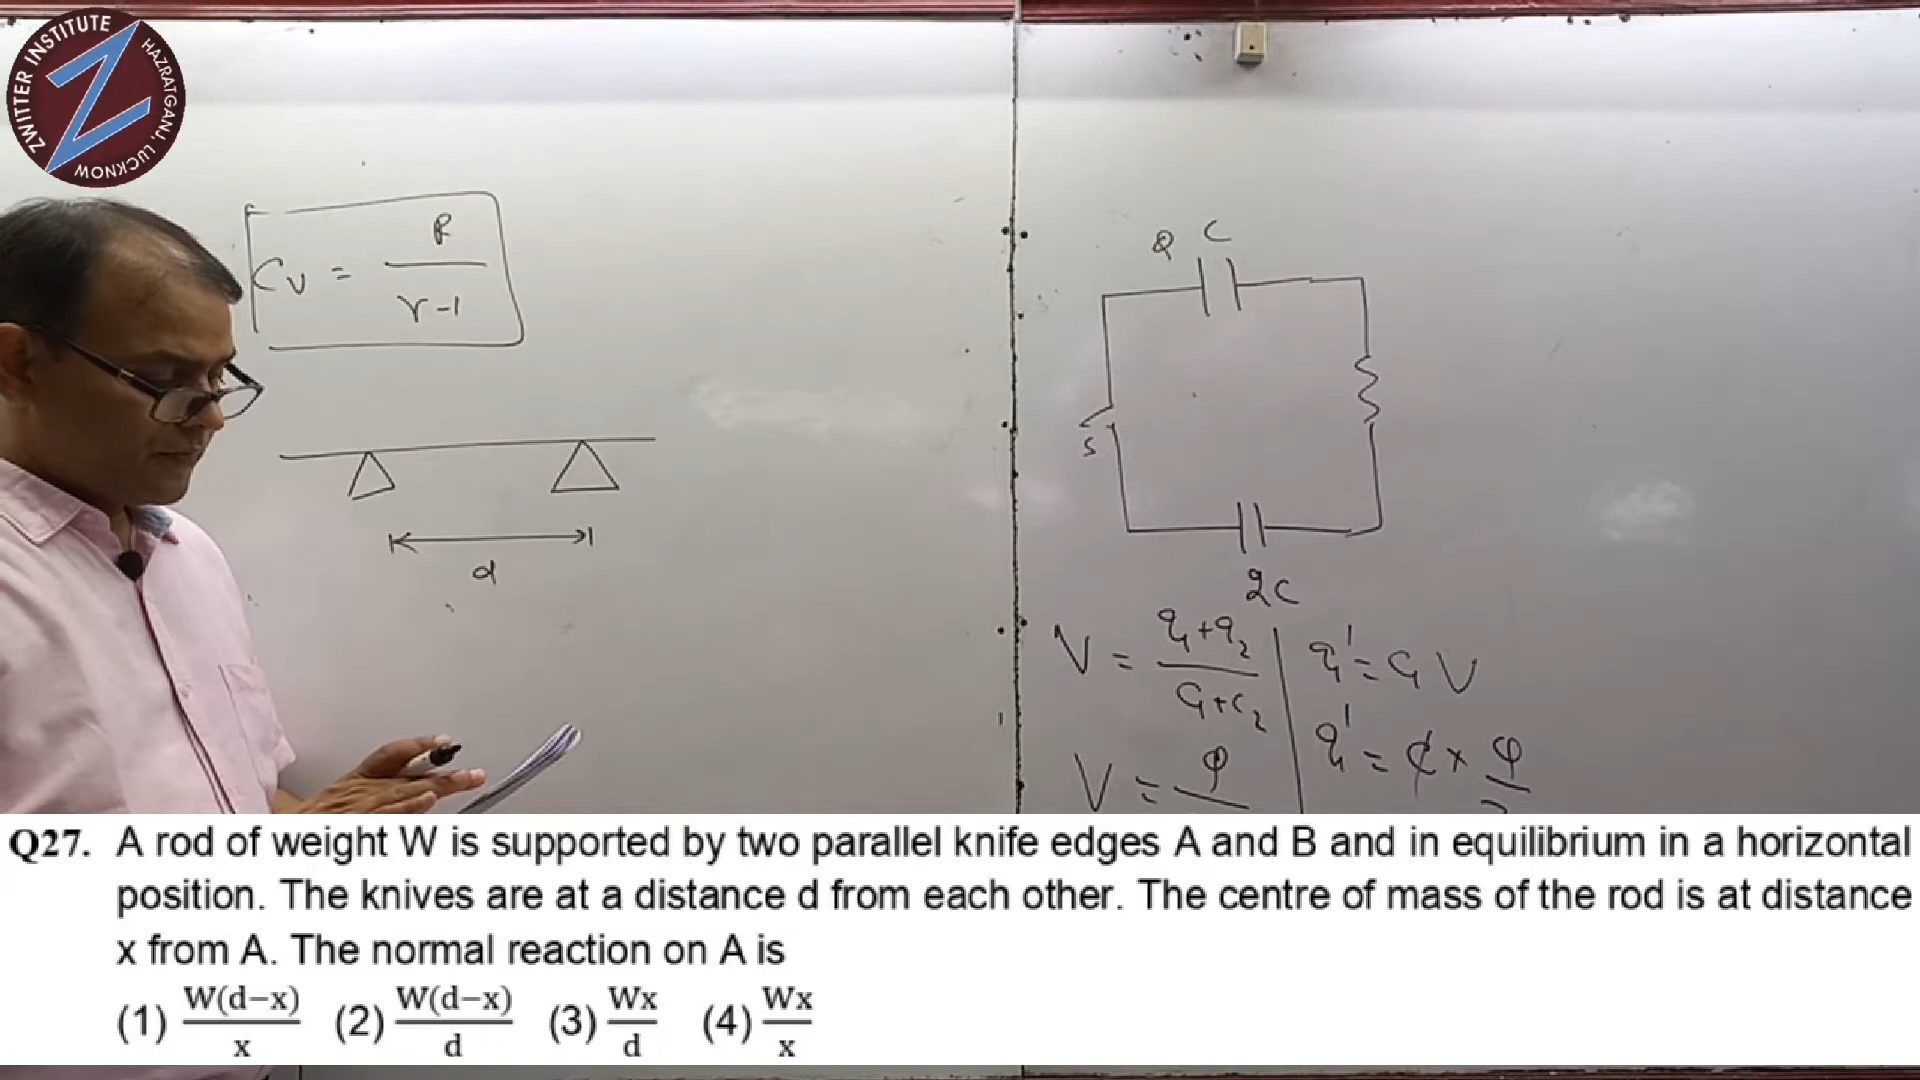 ZWITTER INSTITUTE
HAZRATGANJ, LUCKNOW
Z
Cv = R / γ-1
d
Q C
S
2C
V = q1+q2 / C1+C2
q1' = C1 V
V = Q
q1' = C x Q
Q27. A rod of weight W is supported by two parallel knife edges A and B and in equilibrium in a horizontal
position. The knives are at a distance d from each other. The centre of mass of the rod is at distance
x from A. The normal reaction on A is
(1) W(d−x)/x (2) W(d−x)/d (3) Wx/d (4) Wx/x